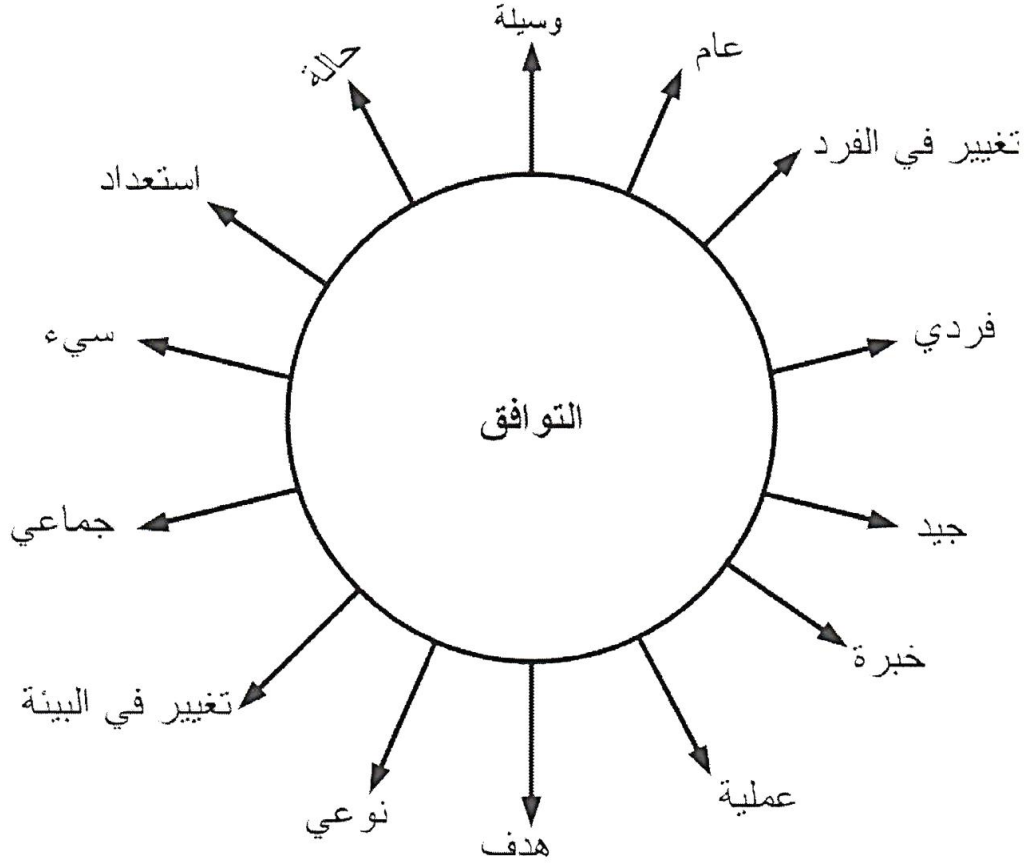 وسيلة
عام
حالة
تغيير في الفرد
استعداد
فردي
سيء
التوافق
جيد
جماعي
خبرة
تغيير في البيئة
عملية
نوعي
هدف